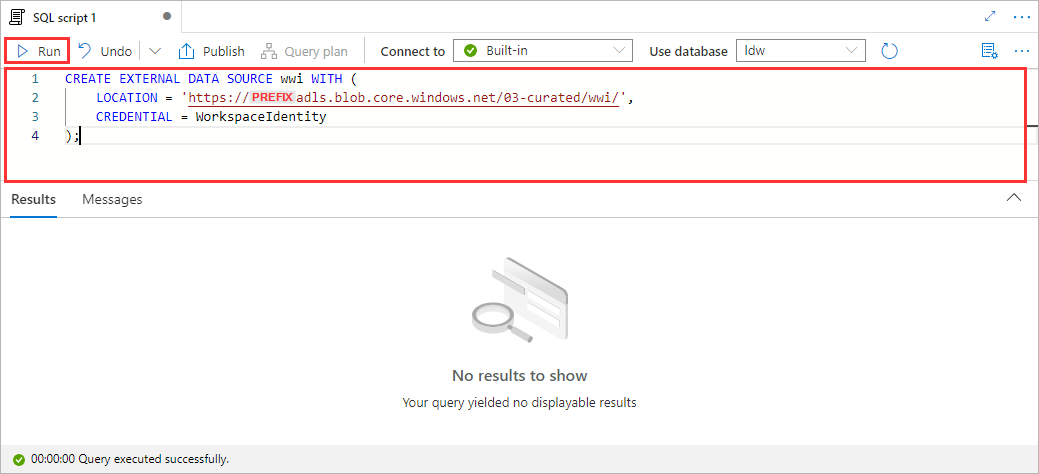 SQL script 1
Run Undo Publish Query plan Connect to Built-in Use database ldw
1 CREATE EXTERNAL DATA SOURCE wwi WITH (
2 LOCATION = 'https://PREFIXadls.blob.core.windows.net/03-curated/wwi/',
3 CREDENTIAL = WorkspaceIdentity
4 );
Results Messages
No results to show
Your query yielded no displayable results
00:00:00 Query executed successfully.